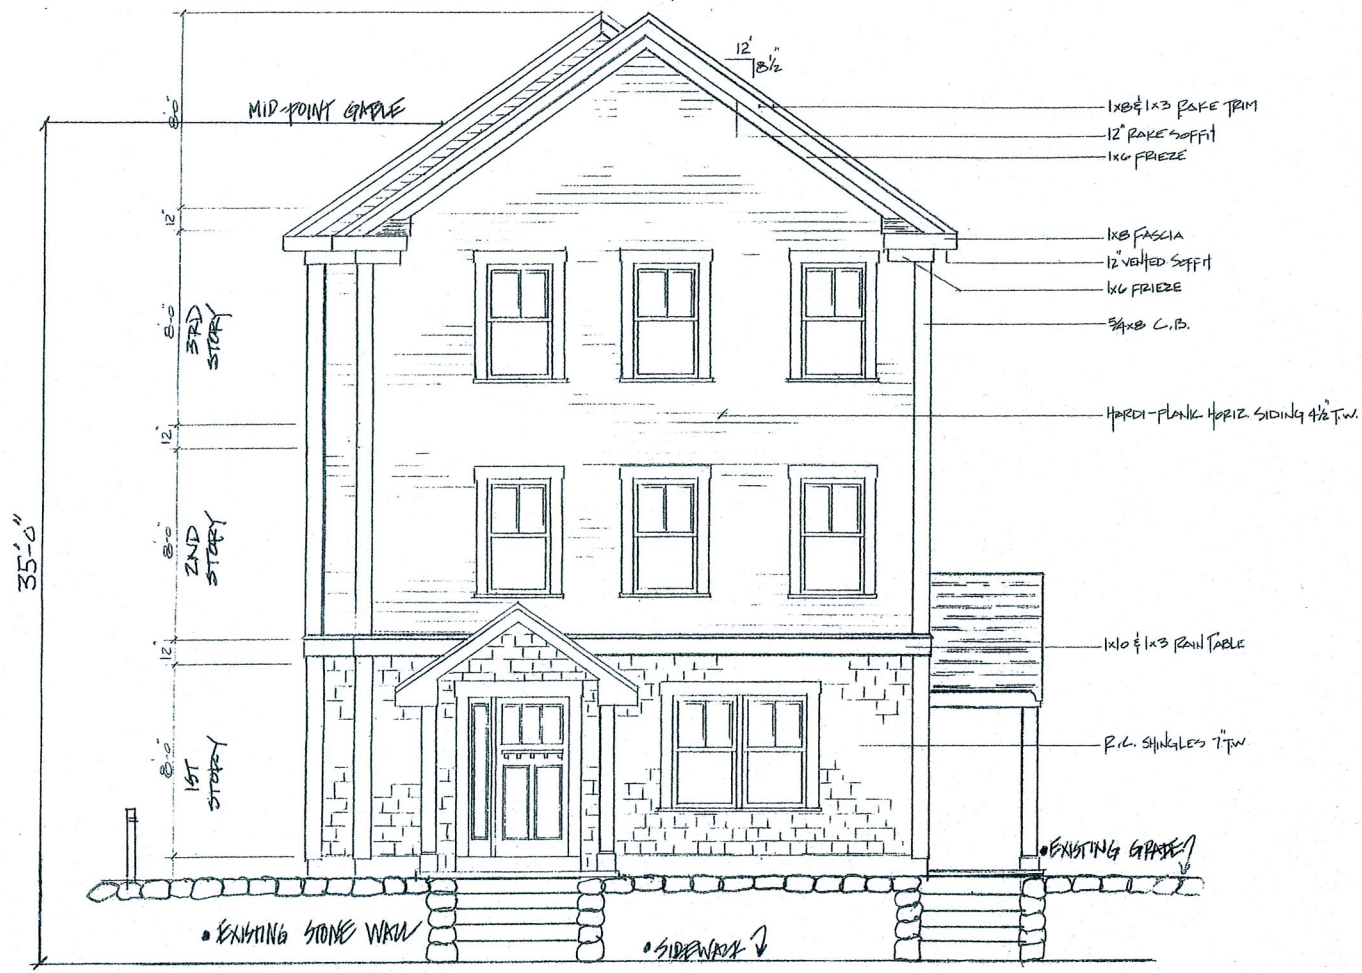 12"
8½"
8'-0"
MID-POINT GABLE
1x8 & 1x3 RAKE TRIM
12" RAKE SOFFIT
1x6 FRIEZE
12"
1x8 FASCIA
12" VENTED SOFFIT
1x6 FRIEZE
8'-0"
3RD
STORY
5/4x8 C.B.
HARDI-PLANK HORIZ. SIDING 4½" T.W.
12"
35'-0"
8'-0"
2ND
STORY
12"
1x10 & 1x3 RAIN TABLE
8'-0"
1ST
STORY
R.C. SHINGLES 7" TW
•EXISTING GRADE
•EXISTING STONE WALL
•SIDEWALK